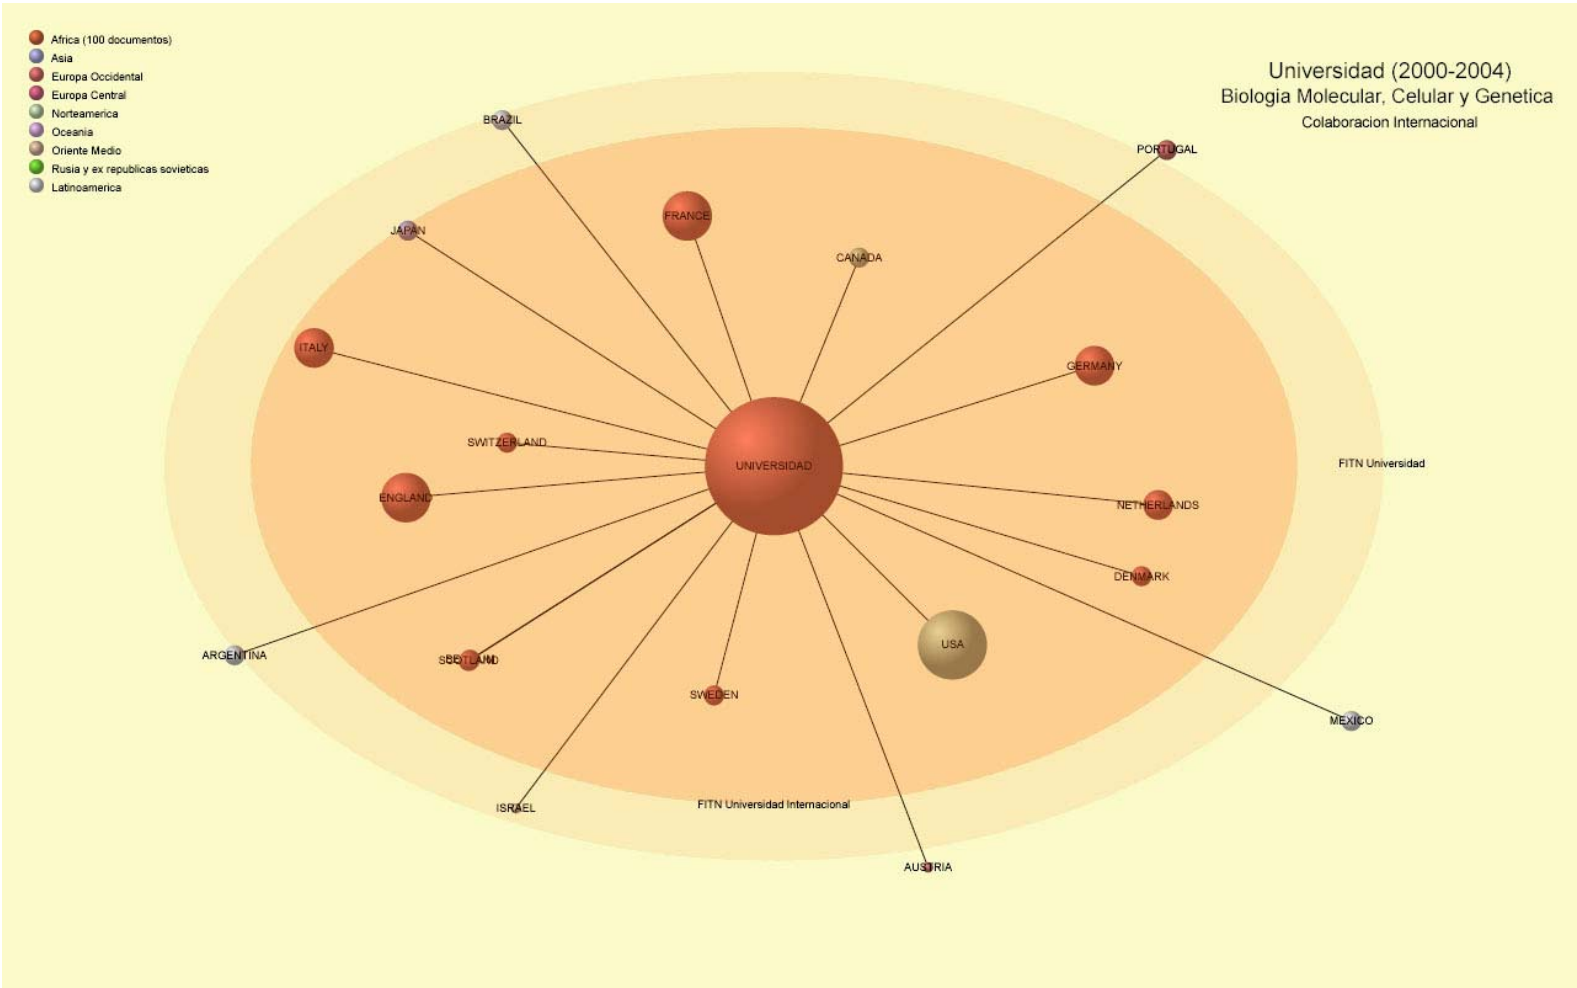 Africa (100 documentos)
Asia
Europa Occidental
Europa Central
Norteamerica
Oceania
Oriente Medio
Rusia y ex republicas sovieticas
Latinoamerica
Universidad (2000-2004)
Biologia Molecular, Celular y Genetica
Colaboracion Internacional
BRAZIL
PORTUGAL
FRANCE
JAPAN
CANADA
ITALY
GERMANY
SWITZERLAND
UNIVERSIDAD
FITN Universidad
ENGLAND
NETHERLANDS
DENMARK
USA
ARGENTINA
SCOTLAND
SWEDEN
MEXICO
FITN Universidad Internacional
ISRAEL
AUSTRIA